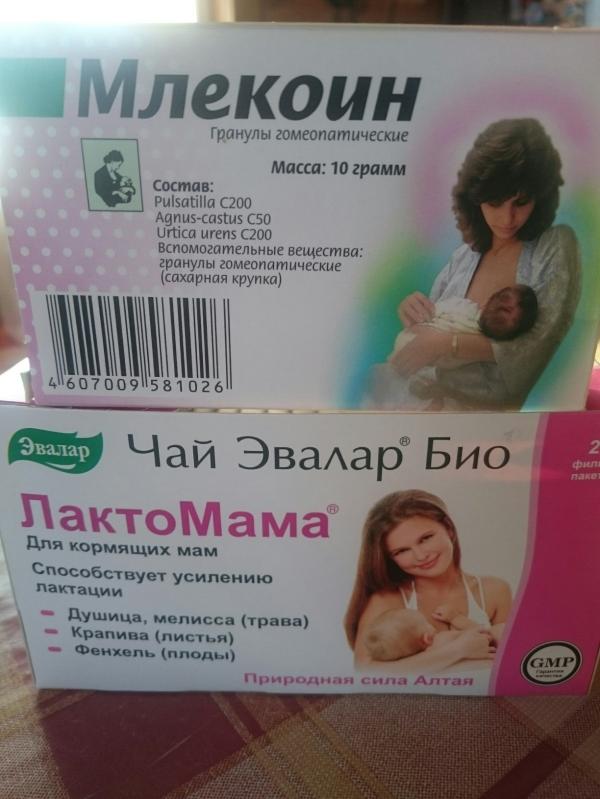 Млекоин
Гранулы гомеопатические
Масса: 10 грамм
Состав:
Pulsatilla C200
Agnus-castus C50
Urtica urens C200
Вспомогательные вещества:
гранулы гомеопатические
(сахарная крупка)
4 607009 581026
Эвалар
Чай Эвалар® Био
ЛактоМама®
Для кормящих мам
Способствует усилению
лактации
Душица, мелисса (трава)
Крапива (листья)
Фенхель (плоды)
Природная сила Алтая
GMP
Гарантия
качества